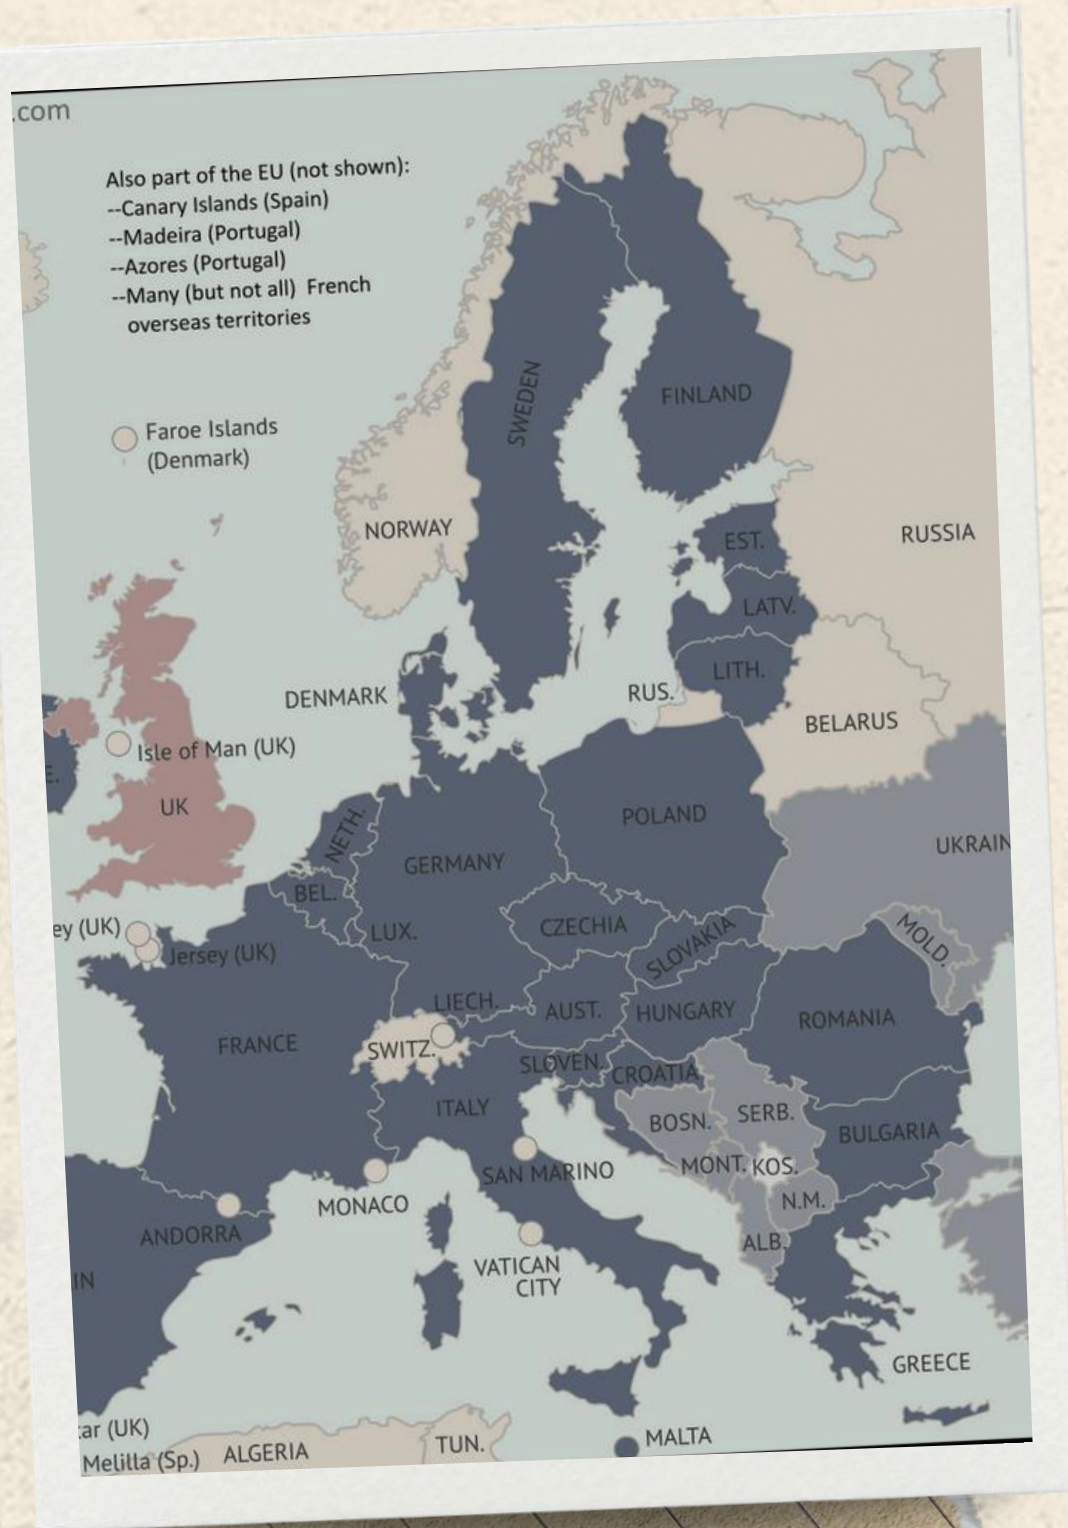 .com
Also part of the EU (not shown):
--Canary Islands (Spain)
--Madeira (Portugal)
--Azores (Portugal)
--Many (but not all) French
overseas territories
SWEDEN
FINLAND
Faroe Islands
(Denmark)
NORWAY
RUSSIA
EST.
LATV.
LITH.
DENMARK
RUS.
BELARUS
Isle of Man (UK)
E.
UK
NETH.
POLAND
UKRAIN
GERMANY
BEL.
ey (UK)
Jersey (UK)
LUX.
CZECHIA
SLOVAKIA
MOLD.
LIECH.
AUST.
HUNGARY
ROMANIA
FRANCE
SWITZ.
SLOVEN.
CROATIA
ITALY
BOSN.
SERB.
BULGARIA
SAN MARINO
MONT.
KOS.
MONACO
N.M.
ANDORRA
ALB.
VATICAN
CITY
IN
GREECE
tar (UK)
Melilla (Sp.)
ALGERIA
TUN.
MALTA